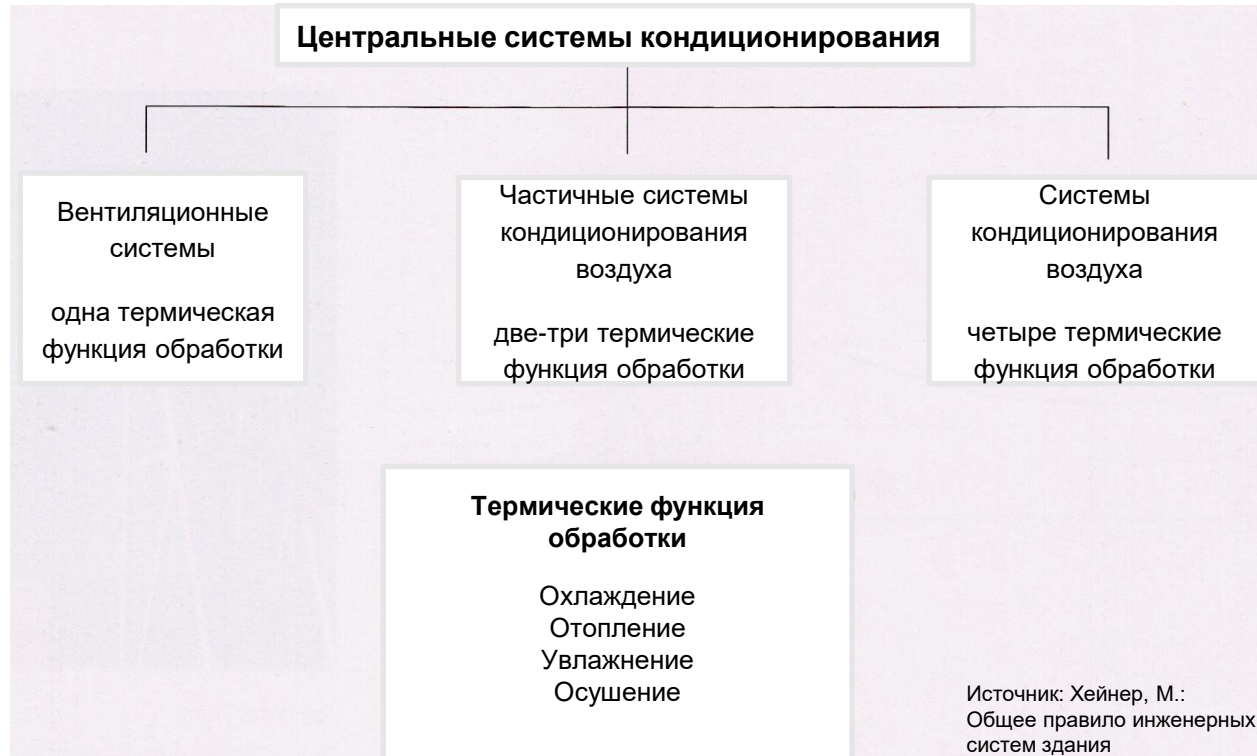 Центральные системы кондиционирования
Вентиляционные
системы
одна термическая
функция обработки
Частичные системы
кондиционирования
воздуха
две-три термические
функция обработки
Системы
кондиционирования
воздуха
четыре термические
функция обработки
Термические функция
обработки
Охлаждение
Отопление
Увлажнение
Осушение
Источник: Хейнер, М.:
Общее правило инженерных
систем здания